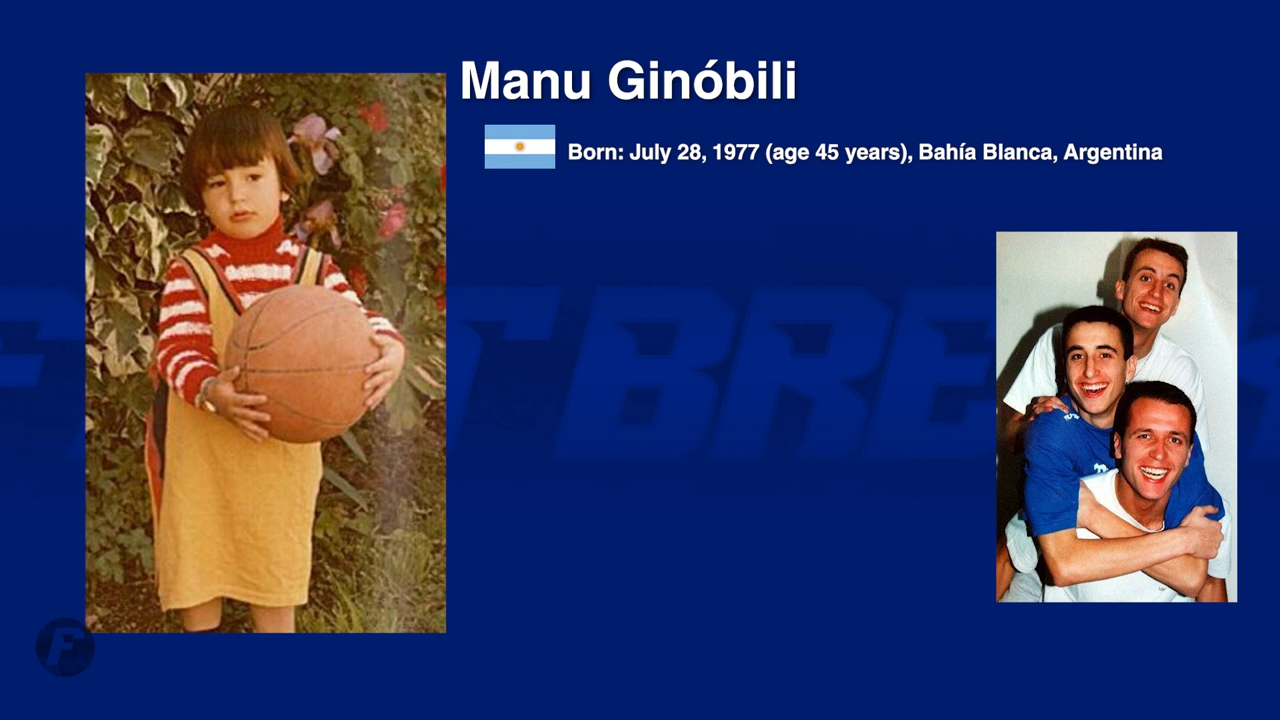 Manu Ginóbili
Born: July 28, 1977 (age 45 years), Bahía Blanca, Argentina
F